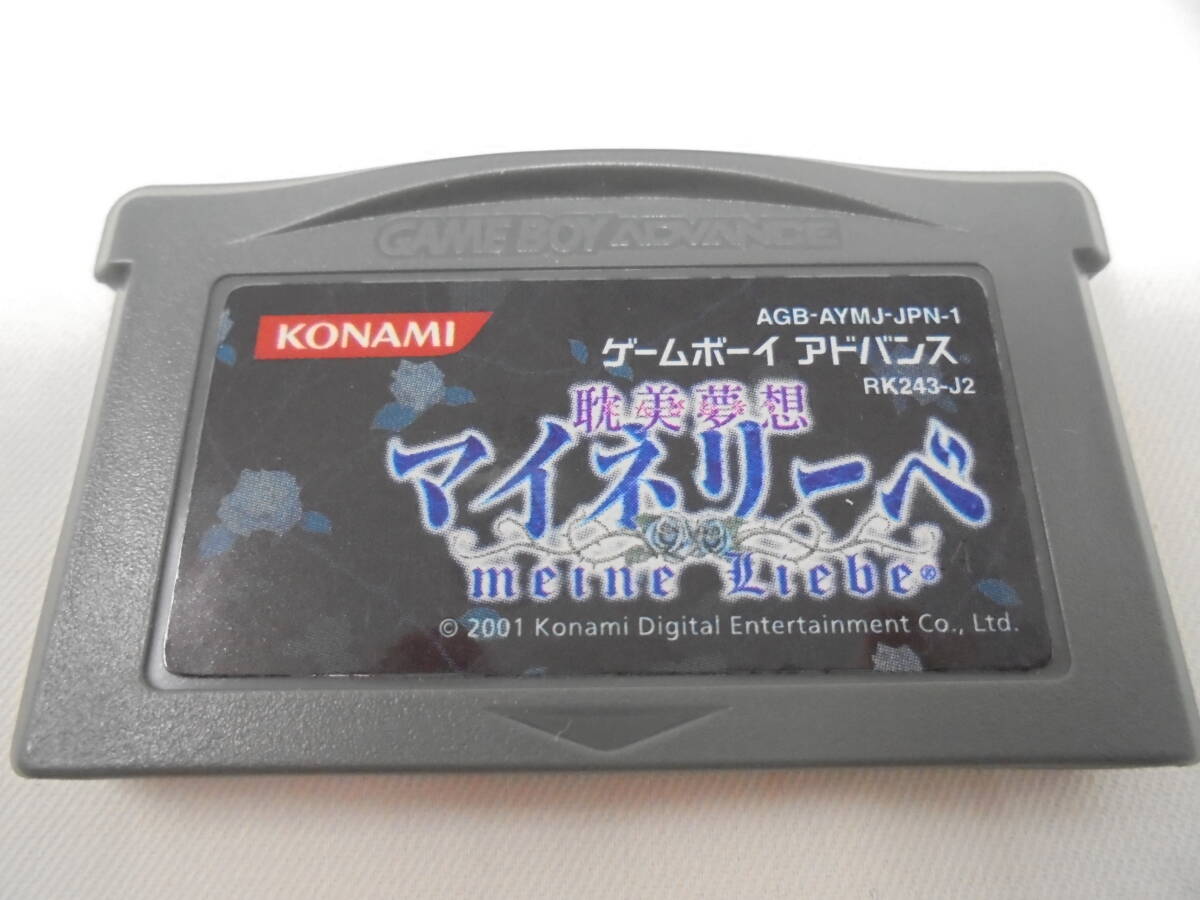 GAME BOY ADVANCE
KONAMI
AGB-AYMJ-JPN-1
ゲームボーイ アドバンス
RK243-J2
耽美夢想
マイネリーベ
meine Liebe®
© 2001 Konami Digital Entertainment Co., Ltd.